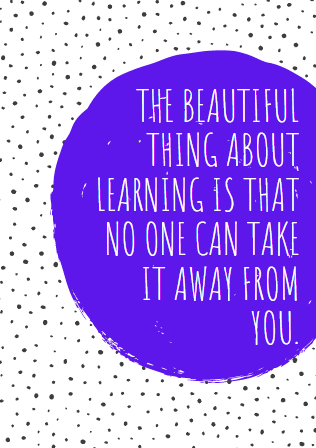 THE BEAUTIFUL
THING ABOUT
LEARNING IS THAT
NO ONE CAN TAKE
IT AWAY FROM
YOU.